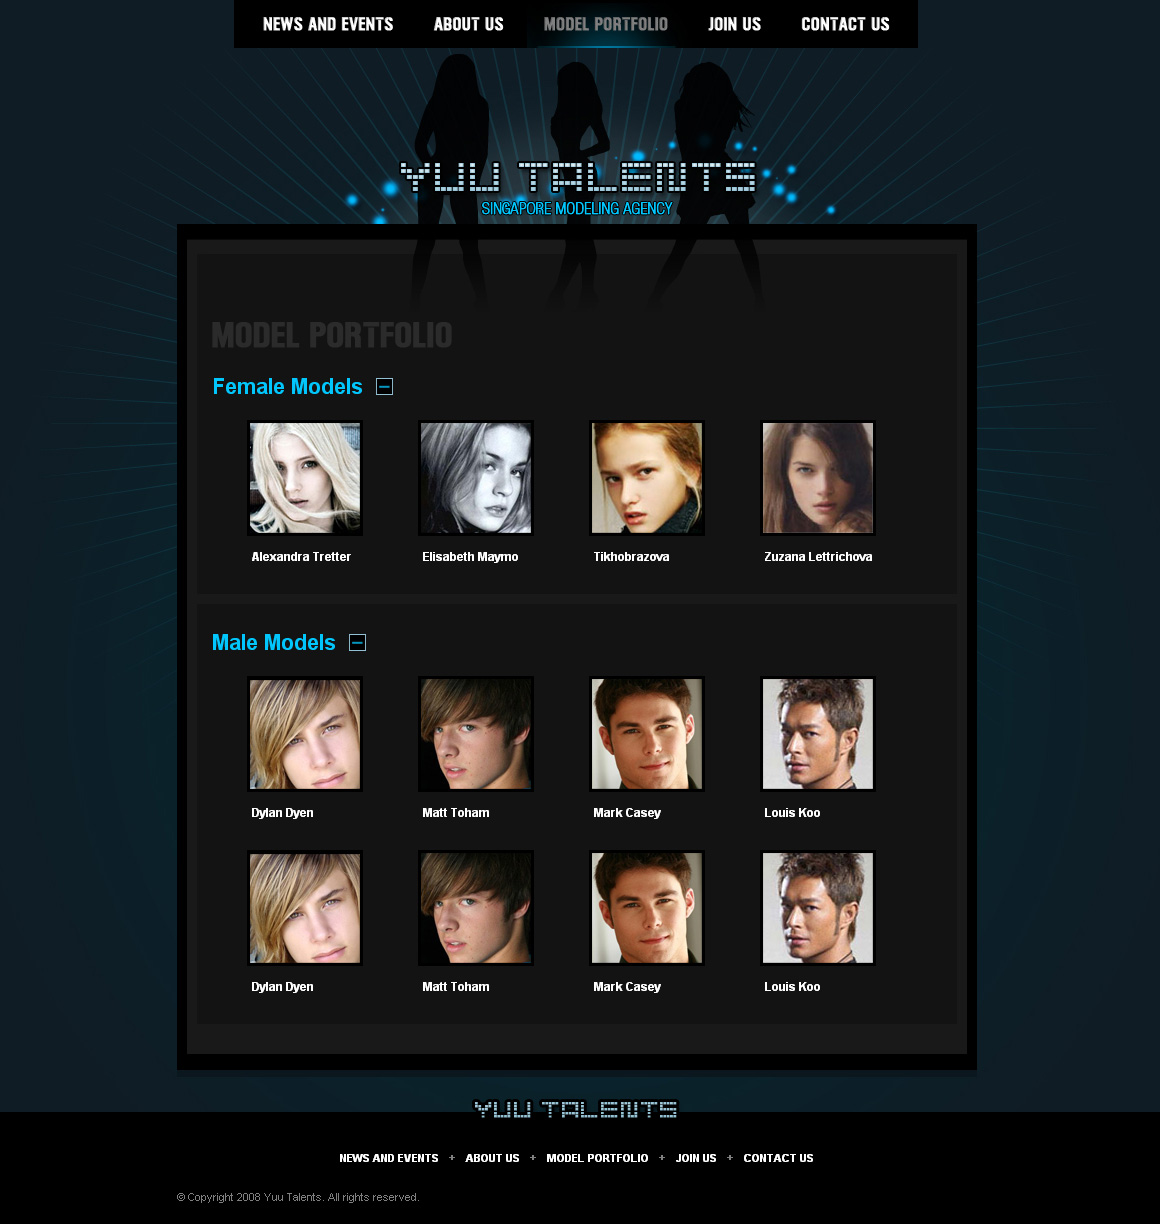 NEWS AND EVENTS ABOUT US MODEL PORTFOLIO JOIN US CONTACT US
YUU TALENTS
SINGAPORE MODELING AGENCY
MODEL PORTFOLIO
Female Models
Alexandra Tretter Elisabeth Maymo Tikhobrazova Zuzana Lettrichova
Male Models
Dylan Dyen Matt Toham Mark Casey Louis Koo
Dylan Dyen Matt Toham Mark Casey Louis Koo
YUU TALENTS
NEWS AND EVENTS + ABOUT US + MODEL PORTFOLIO + JOIN US + CONTACT US
© Copyright 2008 Yuu Talents. All rights reserved.